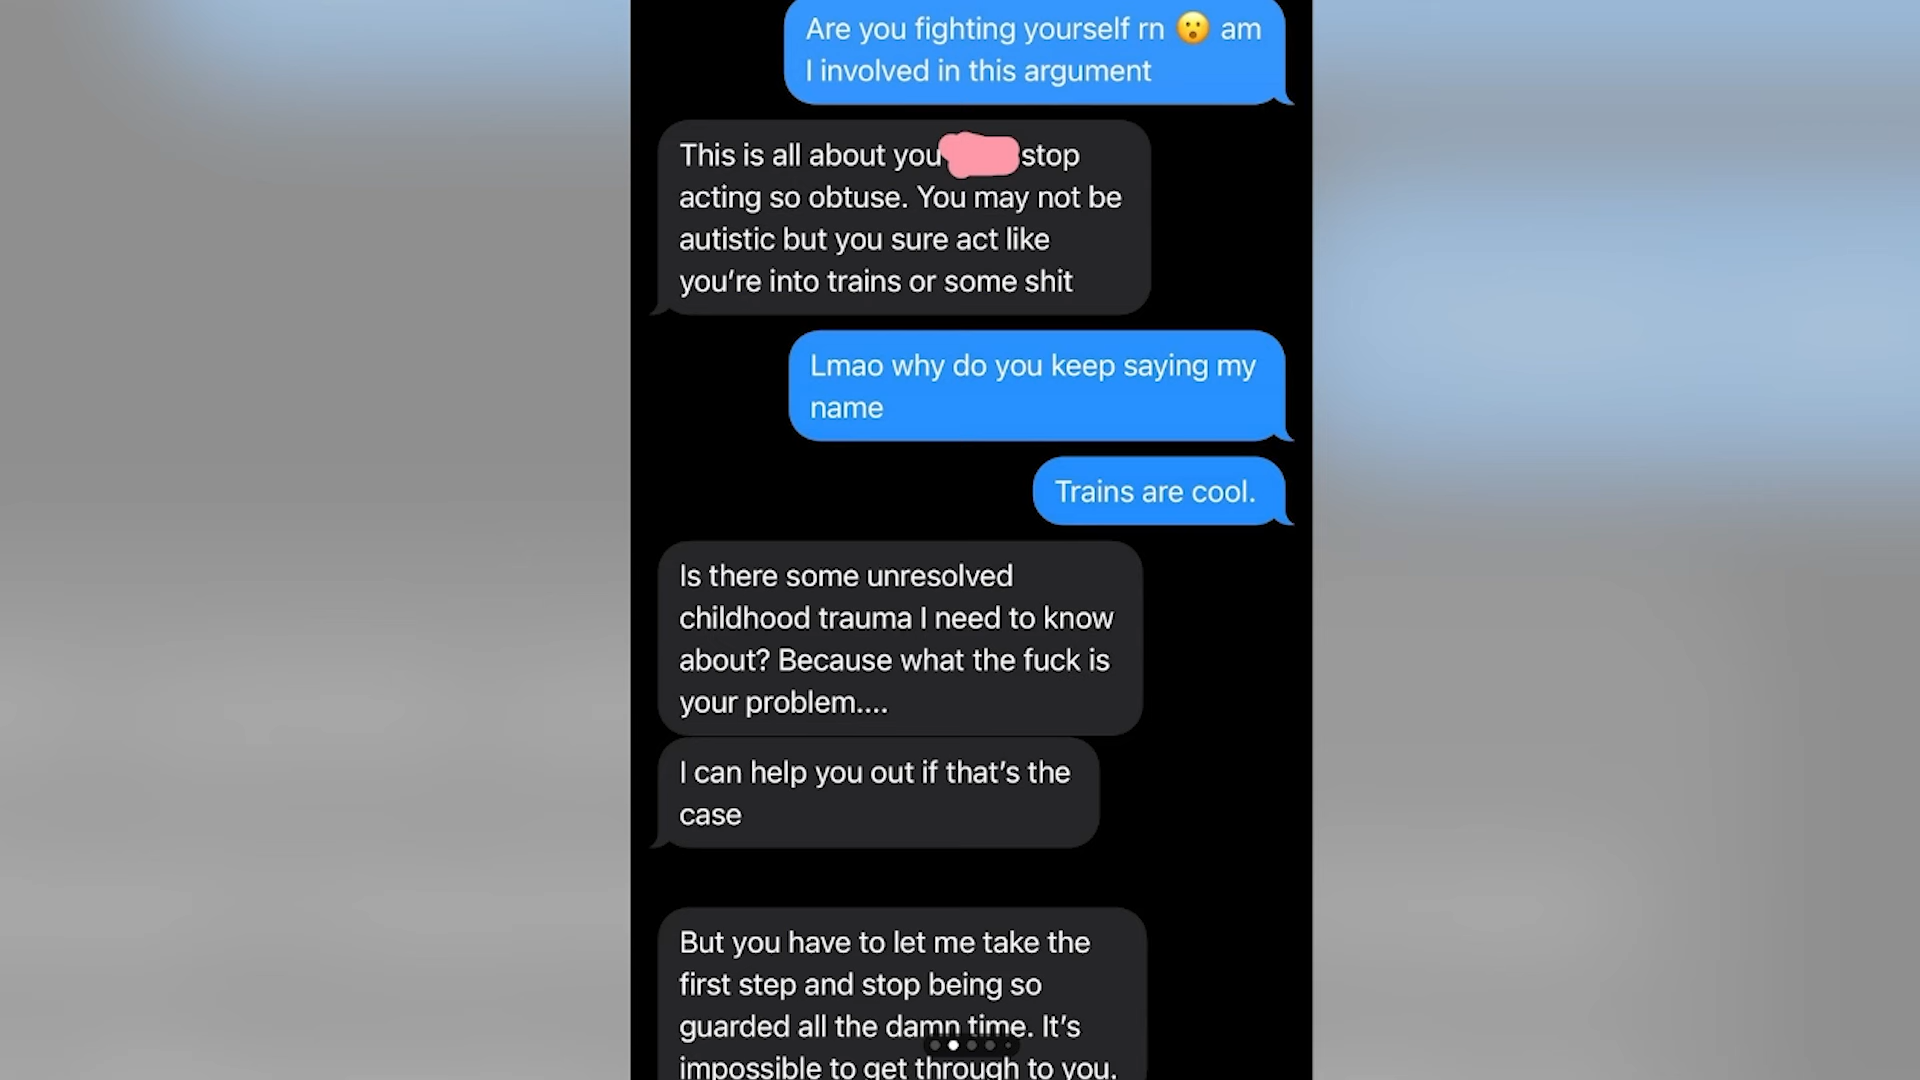 Are you fighting yourself rn 😮 am
I involved in this argument
This is all about you stop
acting so obtuse. You may not be
autistic but you sure act like
you're into trains or some shit
Lmao why do you keep saying my
name
Trains are cool.
Is there some unresolved
childhood trauma I need to know
about? Because what the fuck is
your problem....
I can help you out if that's the
case
But you have to let me take the
first step and stop being so
guarded all the damn time. It's
impossible to get through to you.